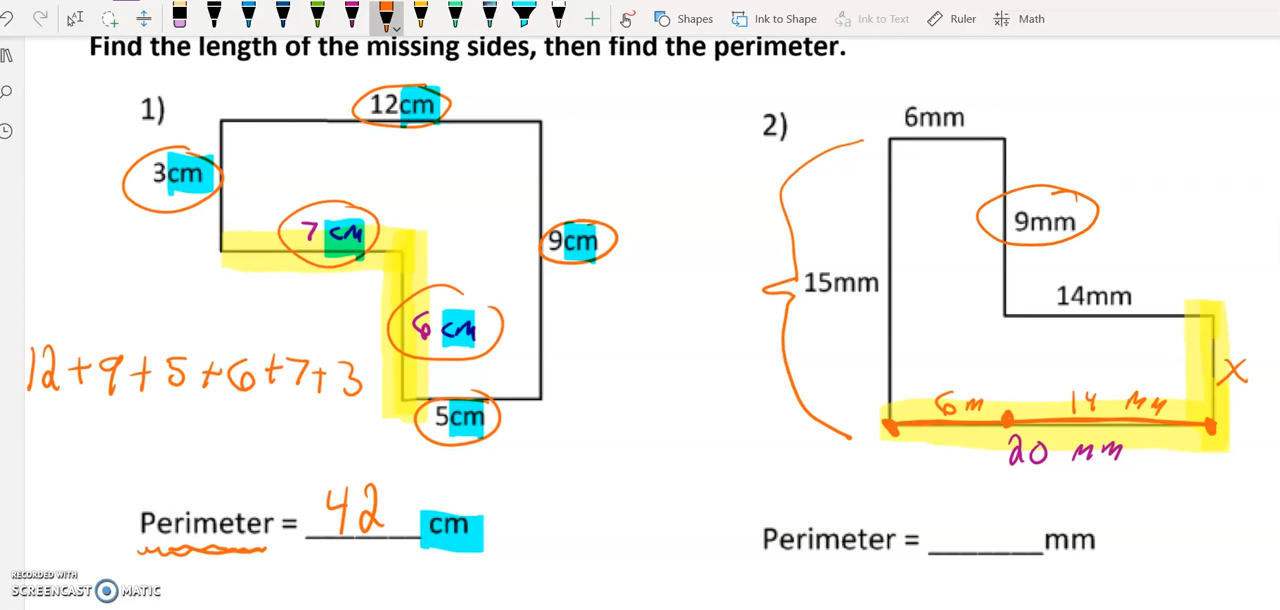 Shapes Ink to Shape Ink to Text Ruler Math
Find the length of the missing sides, then find the perimeter.
1)
12cm
3cm
7 cm
9cm
6 cm
5cm
12+9+5+6+7+3
Perimeter = 42 cm
2)
6mm
9mm
15mm
14mm
x
6 m
14 mm
20 mm
Perimeter = ______mm
RECORDED WITH
SCREENCAST MATIC